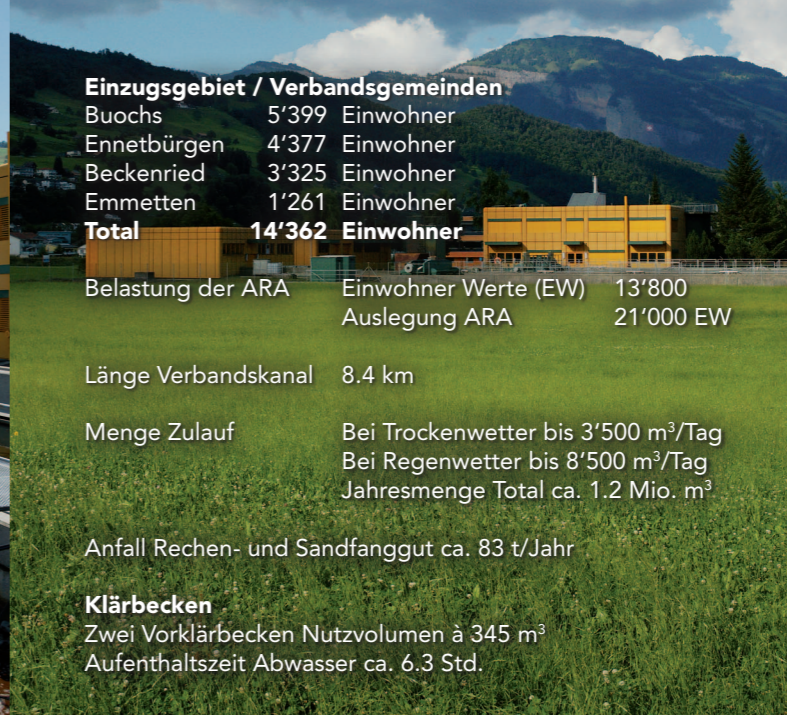 Einzugsgebiet / Verbandsgemeinden
Buochs 5‘399 Einwohner
Ennetbürgen 4‘377 Einwohner
Beckenried 3‘325 Einwohner
Emmetten 1‘261 Einwohner
Total 14‘362 Einwohner
Belastung der ARA Einwohner Werte (EW) 13’800
Auslegung ARA 21’000 EW
Länge Verbandskanal 8.4 km
Menge Zulauf Bei Trockenwetter bis 3‘500 m³/Tag
Bei Regenwetter bis 8‘500 m³/Tag
Jahresmenge Total ca. 1.2 Mio. m³
Anfall Rechen- und Sandfanggut ca. 83 t/Jahr
Klärbecken
Zwei Vorklärbecken Nutzvolumen à 345 m³
Aufenthaltszeit Abwasser ca. 6.3 Std.